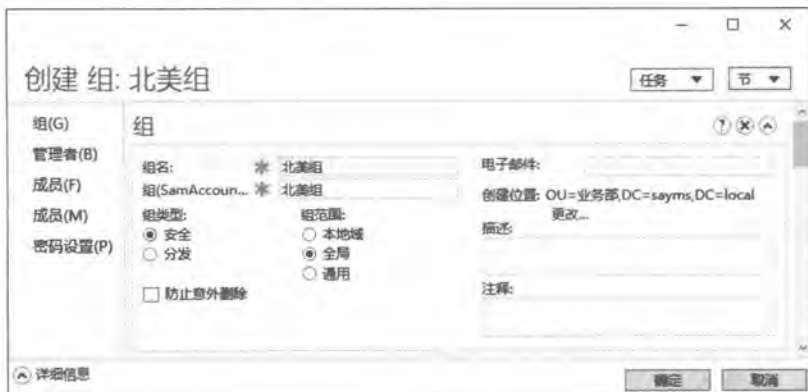 创建 组: 北美组
任务
节
组(G)
管理者(B)
成员(F)
成员(M)
密码设置(P)
组
组名: * 北美组
组(SamAccoun... * 北美组
组类型:
安全
分发
组范围:
本地域
全局
通用
防止意外删除
电子邮件:
创建位置: OU=业务部,DC=sayms,DC=local
更改...
描述:
注释:
详细信息
确定
取消